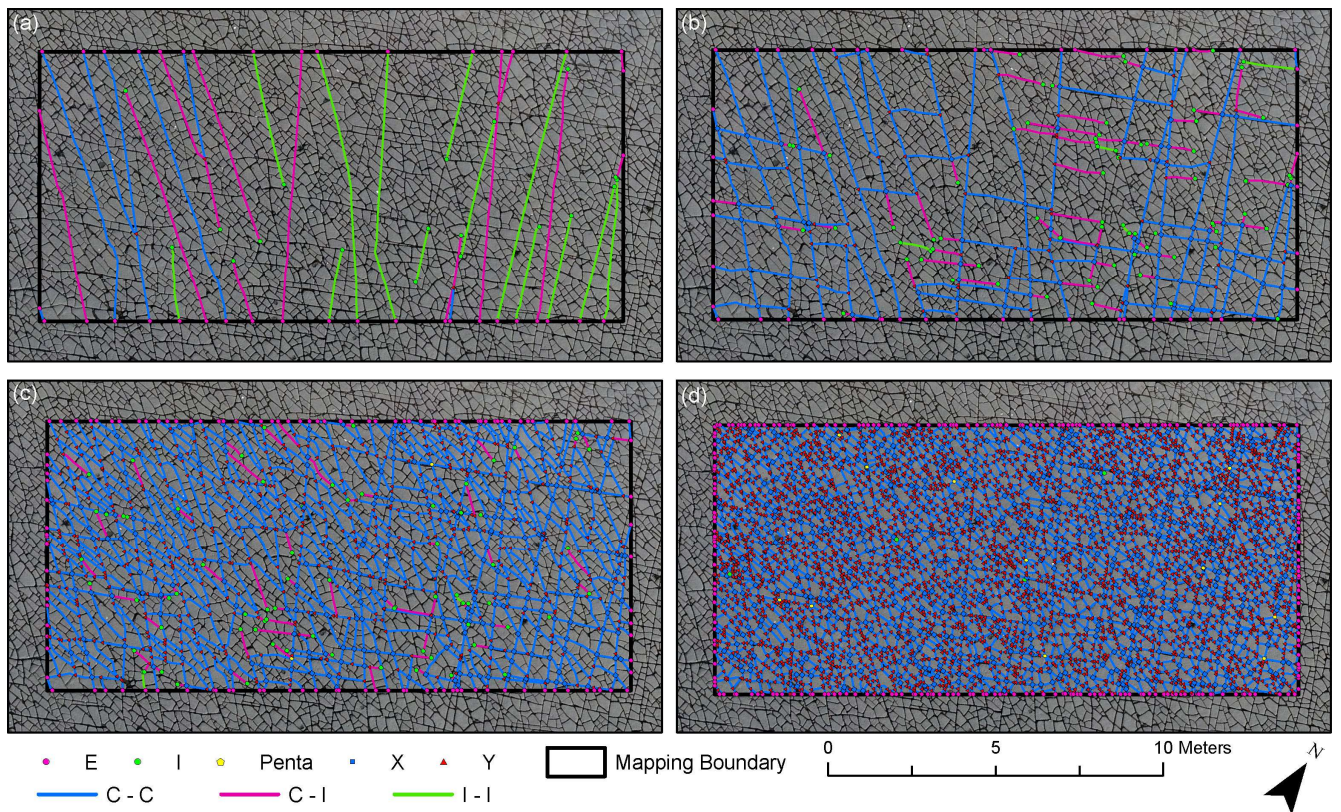 (a)
(b)
(c)
(d)
E I Penta X Y Mapping Boundary
0 5 10 Meters
N
C - C C - I I - I